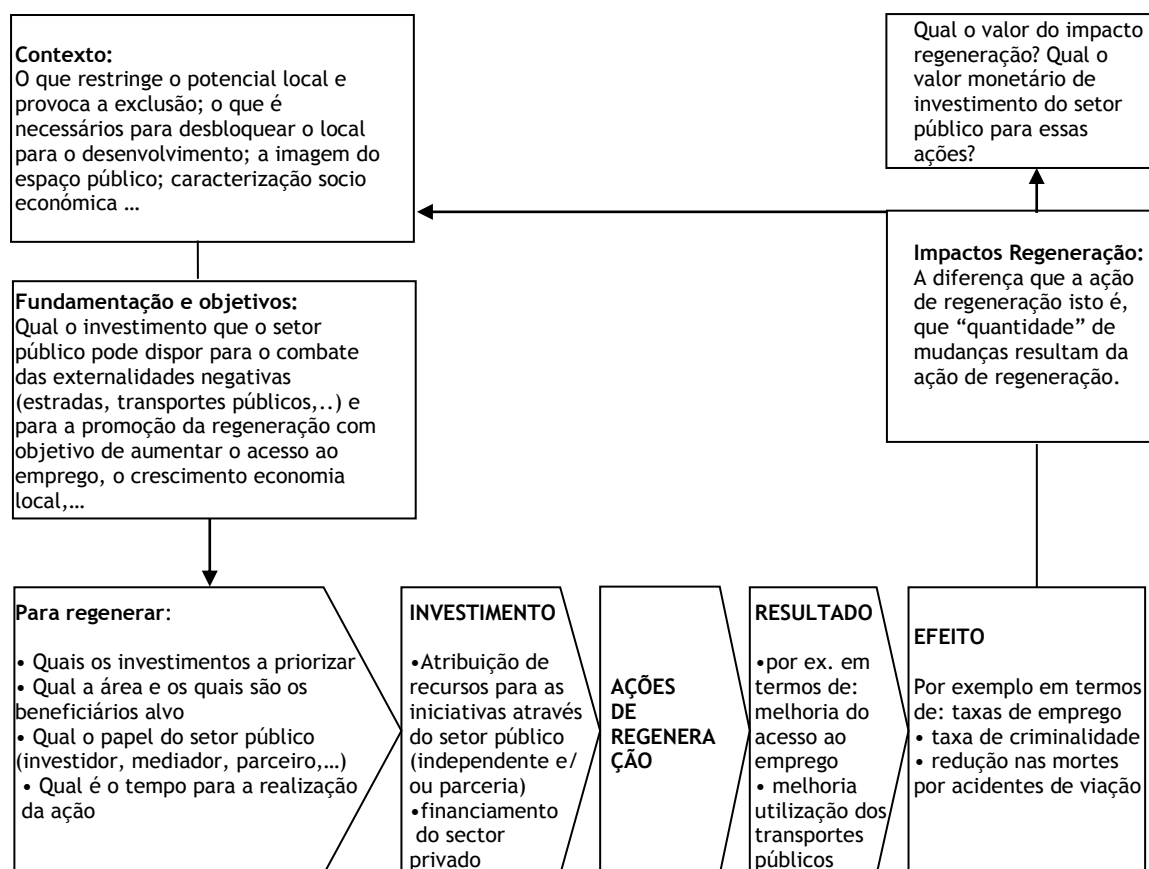 Contexto:
O que restringe o potencial local e
provoca a exclusão; o que é
necessários para desbloquear o local
para o desenvolvimento; a imagem do
espaço público; caracterização socio
económica …
Qual o valor do impacto
regeneração? Qual o
valor monetário de
investimento do setor
público para essas
ações?
Fundamentação e objetivos:
Qual o investimento que o setor
público pode dispor para o combate
das externalidades negativas
(estradas, transportes públicos,..) e
para a promoção da regeneração com
objetivo de aumentar o acesso ao
emprego, o crescimento economia
local,…
Impactos Regeneração:
A diferença que a ação
de regeneração isto é,
que “quantidade” de
mudanças resultam da
ação de regeneração.
Para regenerar:
• Quais os investimentos a priorizar
• Qual a área e os quais são os
beneficiários alvo
• Qual o papel do setor público
(investidor, mediador, parceiro,…)
• Qual é o tempo para a realização
da ação
INVESTIMENTO
•Atribuição de
recursos para as
iniciativas através
do setor público
(independente e/
ou parceria)
•financiamento
do sector
privado
AÇÕES
DE
REGENERA
ÇÃO
RESULTADO
•por ex. em
termos de:
melhoria do
acesso ao
emprego
• melhoria
utilização dos
transportes
públicos
EFEITO
Por exemplo em termos
de: taxas de emprego
• taxa de criminalidade
• redução nas mortes
por acidentes de viação